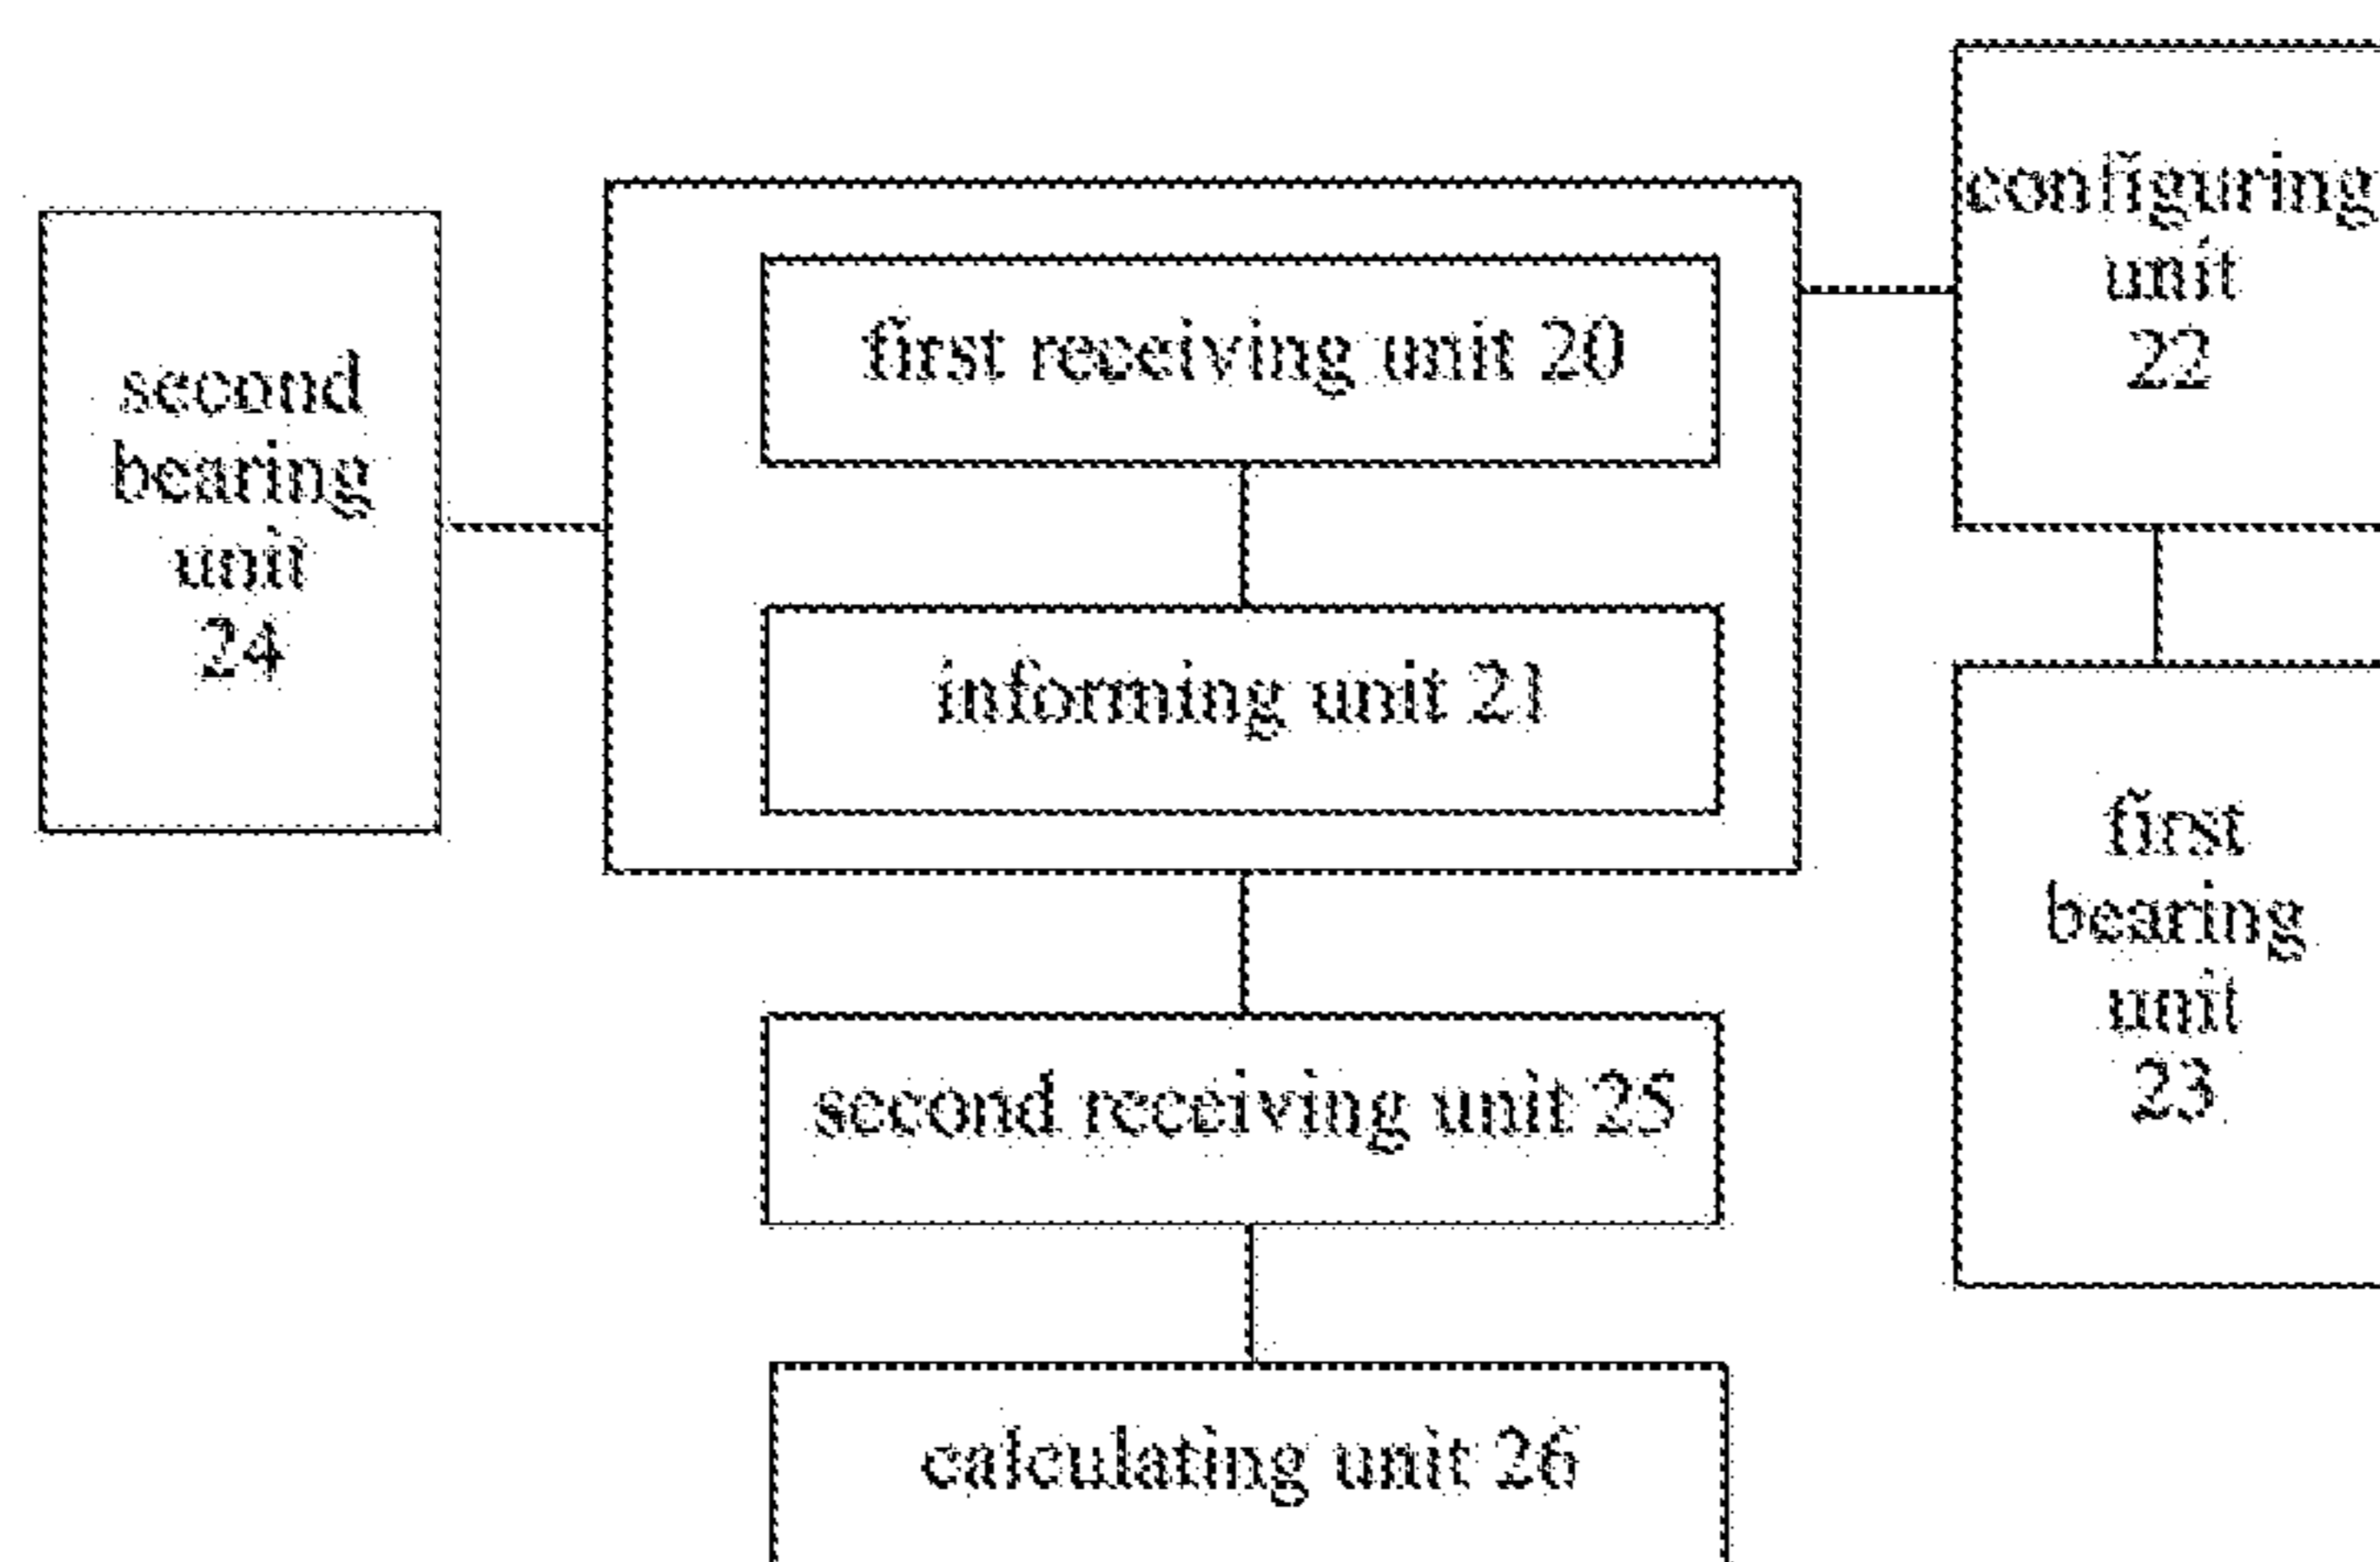 second
bearing
unit
24
first receiving unit 20
informing unit 21
second receiving unit 25
calculating unit 26
configuring
unit
22
first
bearing
unit
23